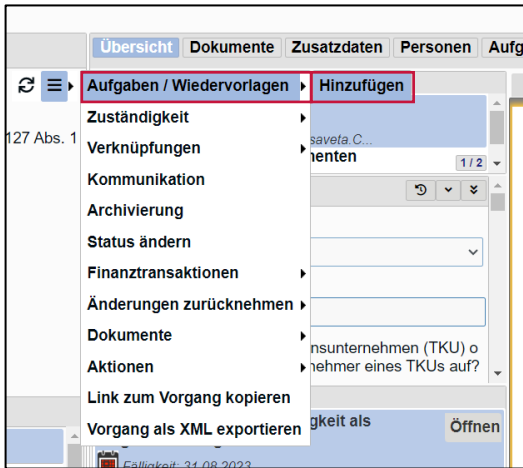 Übersicht Dokumente Zusatzdaten Personen Aufg
Aufgaben / Wiedervorlagen Hinzufügen
Zuständigkeit
127 Abs. 1
saveta.C...
Verknüpfungen
nenten
1 / 2
Kommunikation
Archivierung
Status ändern
Finanztransaktionen
Änderungen zurücknehmen
Dokumente
nsunternehmen (TKU) o
Aktionen
nehmer eines TKUs auf?
Link zum Vorgang kopieren
gkeit als
Öffnen
Vorgang als XML exportieren
Fälligkeit: 31.08.2023